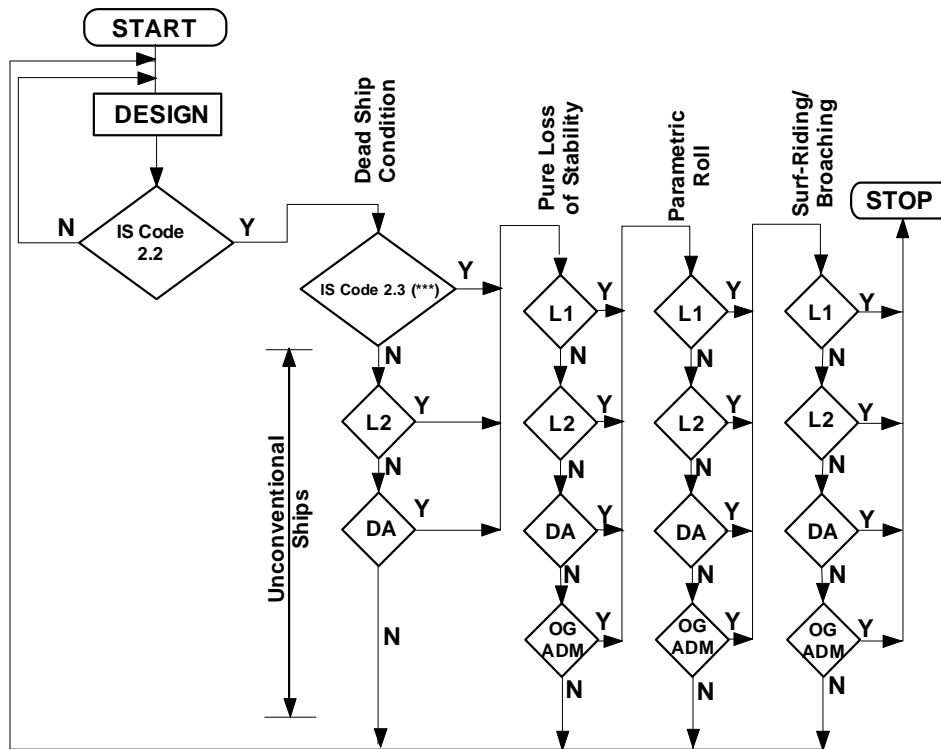 START
DESIGN
IS Code
2.2
N
Y
Dead Ship
Condition
IS Code 2.3 (***)
Y
N
L2
Y
N
DA
Y
N
Unconventional
Ships
Pure Loss
of Stability
L1
Y
N
L2
Y
N
DA
Y
N
OG
ADM
Y
N
Parametric
Roll
L1
Y
N
L2
Y
N
DA
Y
N
OG
ADM
Y
N
Surf-Riding/
Broaching
L1
Y
N
L2
Y
N
DA
Y
N
OG
ADM
Y
N
STOP